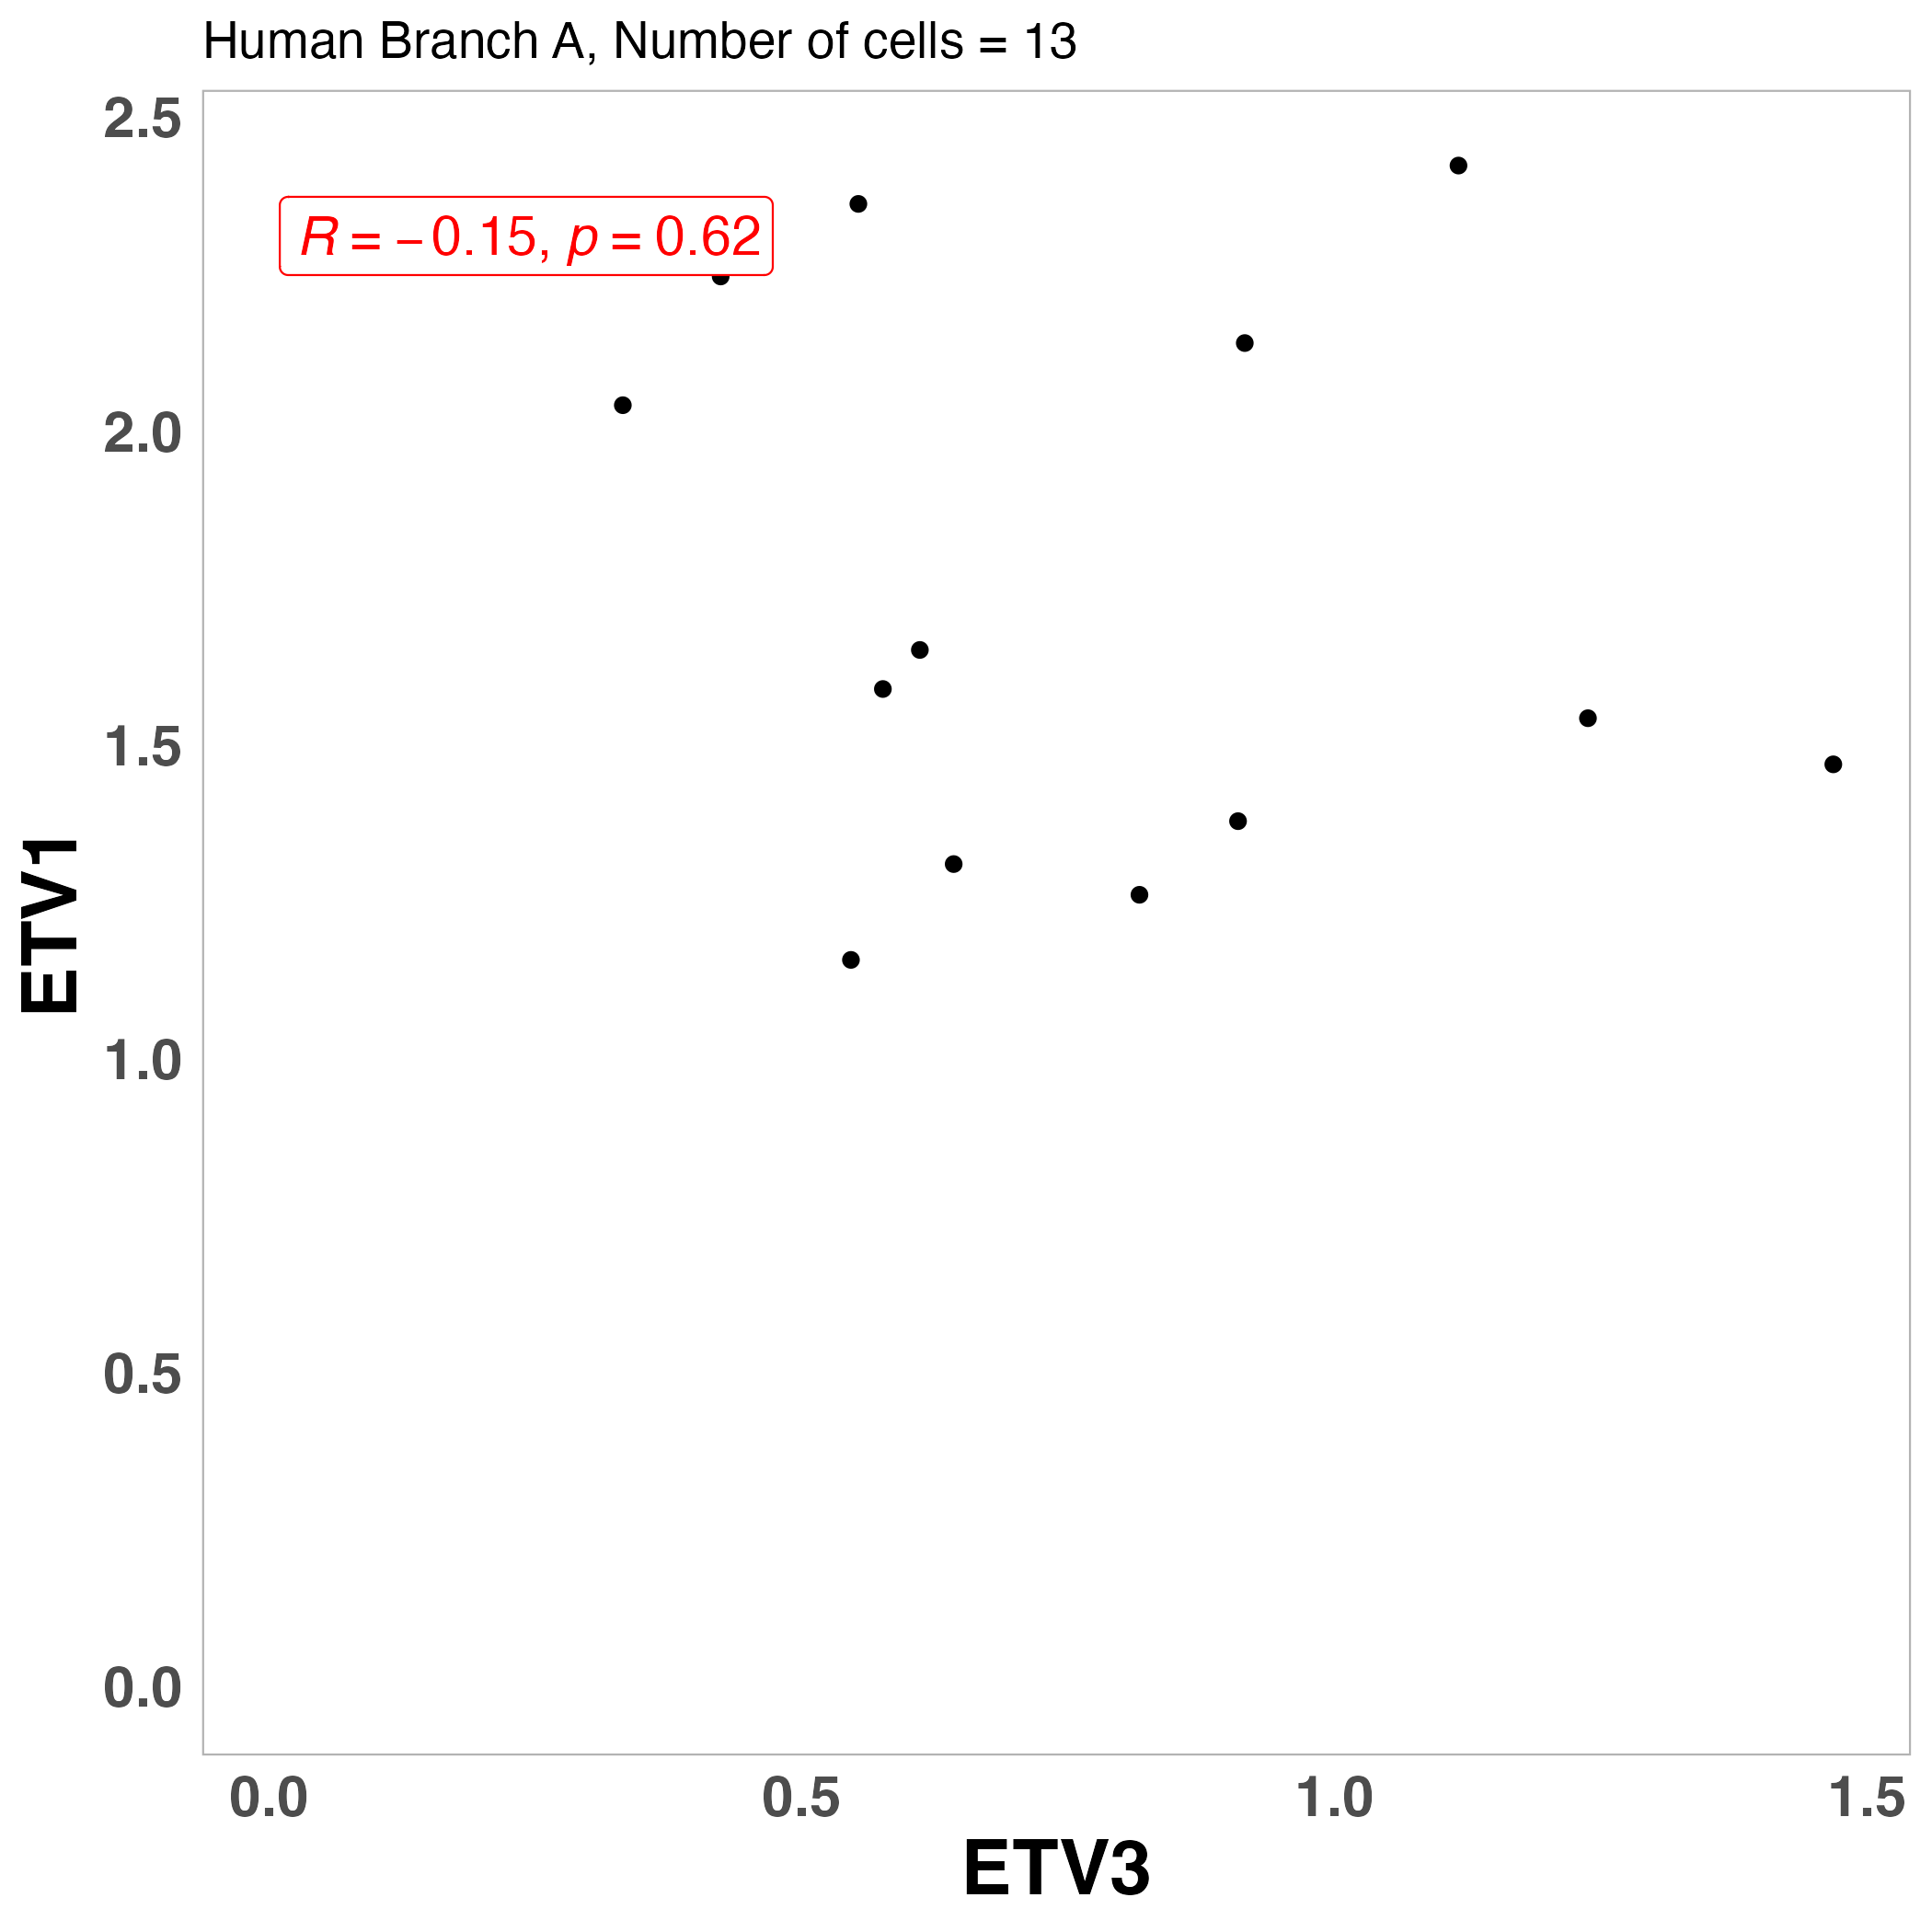 Human Branch A, Number of cells = 13
2.5
R = −0.15, p = 0.62
2.0
1.5
ETV1
1.0
0.5
0.0
0.0 0.5 1.0 1.5
ETV3